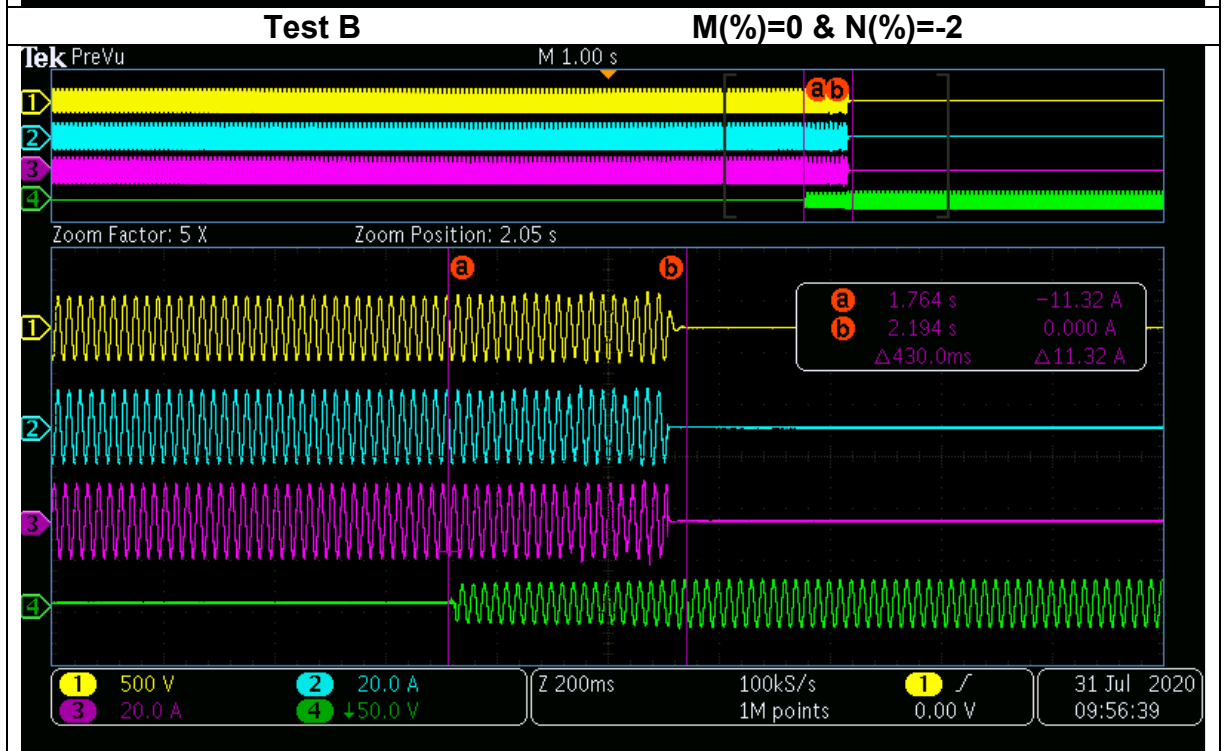 Test B M(%)=0 & N(%)=-2
Tek PreVu M 1.00 s
a b
1
2
3
4
Zoom Factor: 5 X Zoom Position: 2.05 s
a b
a 1.764 s −11.32 A
1
b 2.194 s 0.000 A
△430.0ms △11.32 A
2
3
4
1 500 V 2 20.0 A Z 200ms 100kS/s 1 ∫ 31 Jul 2020
3 20.0 A 4 ↓50.0 V 1M points 0.00 V 09:56:39